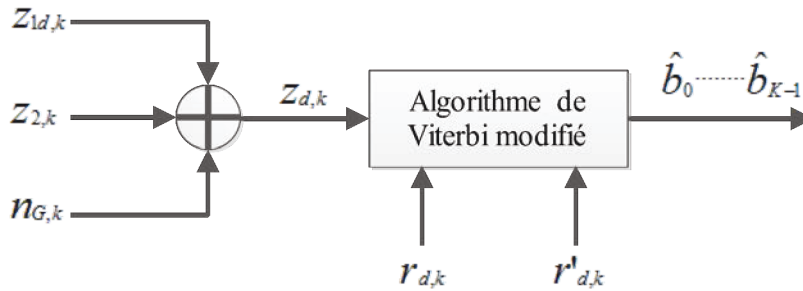 z1d,k
z2,k
nG,k
zd,k
Algorithme de
Viterbi modifié
b̂0........b̂K−1
rd,k
r'd,k